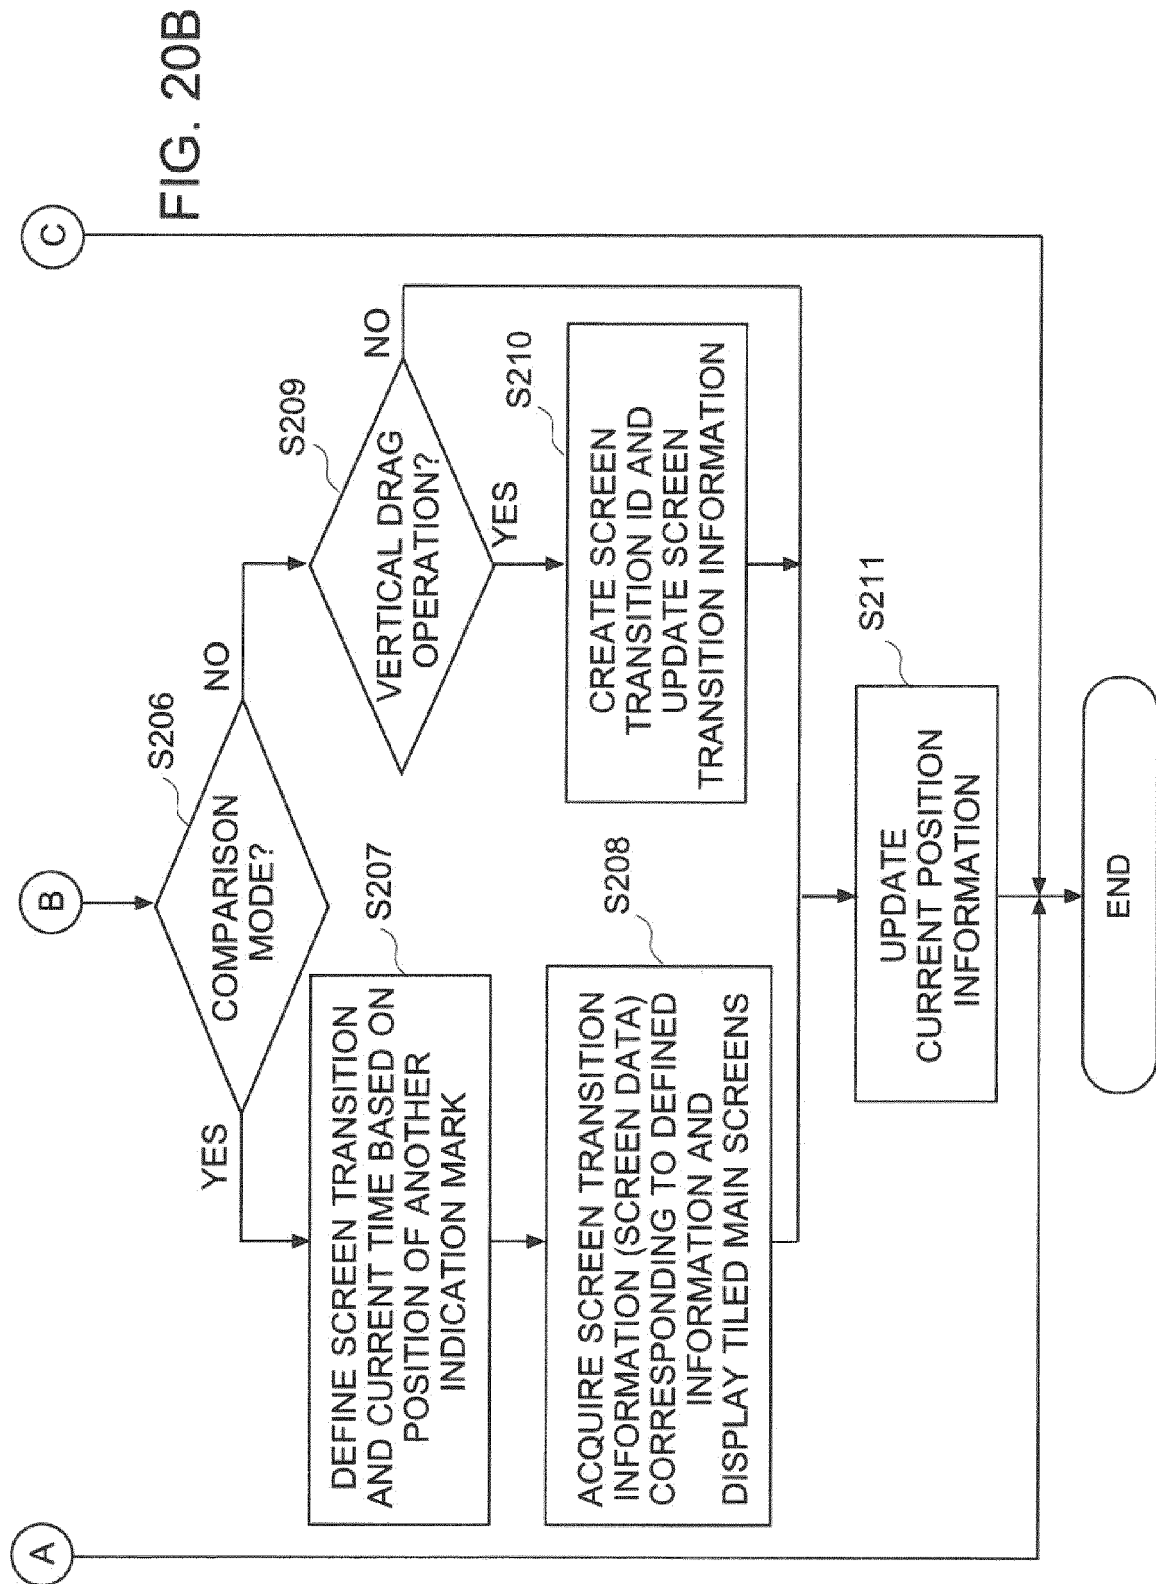 FIG. 20B
A
B
C
COMPARISON
MODE?
S206
YES
NO
DEFINE SCREEN TRANSITION
AND CURRENT TIME BASED ON
POSITION OF ANOTHER
INDICATION MARK
S207
ACQUIRE SCREEN TRANSITION
INFORMATION (SCREEN DATA)
CORRESPONDING TO DEFINED
INFORMATION AND
DISPLAY TILED MAIN SCREENS
S208
VERTICAL DRAG
OPERATION?
S209
NO
YES
CREATE SCREEN
TRANSITION ID AND
UPDATE SCREEN
TRANSITION INFORMATION
S210
UPDATE
CURRENT POSITION
INFORMATION
S211
END